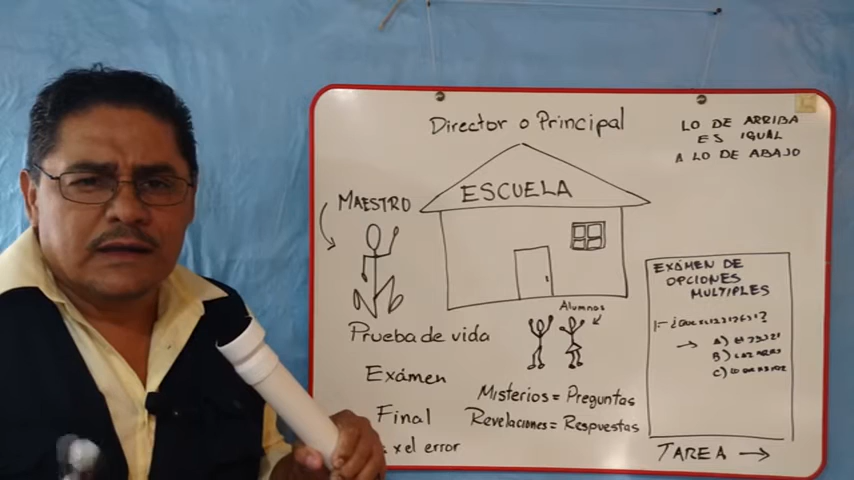 Director o Principal
LO DE ARRIBA
ES IGUAL
A LO DE ABAJO
MAESTRO
ESCUELA
Alumnos
Prueba de vida
Exámen
Final
x el error
Misterios = Preguntas
Revelaciones = Respuestas
EXÁMEN DE
OPCIONES
MULTIPLES
1.-
A)
B)
C)
TAREA